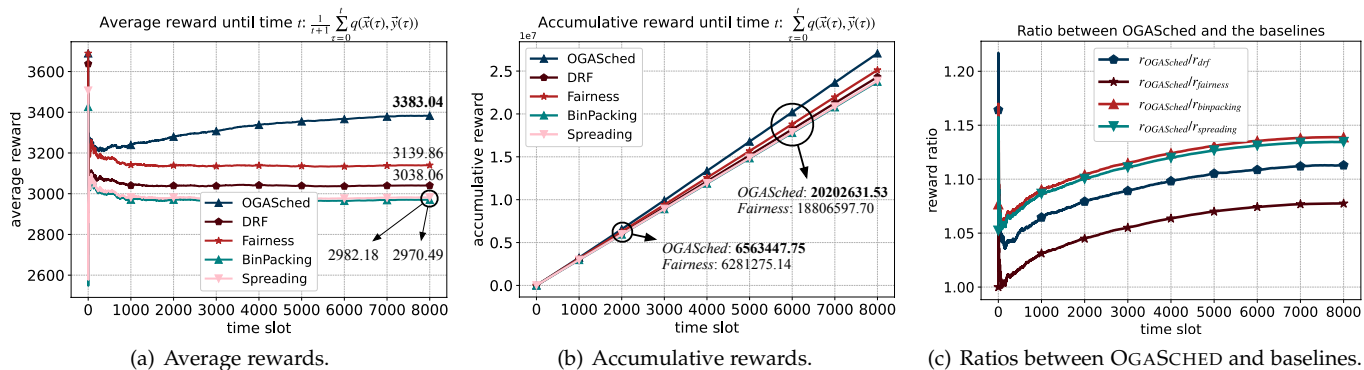 Average reward until time t: 1/(t+1) ∑_{τ=0}^{t} q(x⃗(τ), y⃗(τ))
3600
3400
3200
3000
2800
2600
average reward
3383.04
3139.86
3038.06
2982.18
2970.49
OGASched
DRF
Fairness
BinPacking
Spreading
0 1000 2000 3000 4000 5000 6000 7000 8000
time slot
(a) Average rewards.
Accumulative reward until time t: ∑_{τ=0}^{t} q(x⃗(τ), y⃗(τ))
1e7
2.5
2.0
1.5
1.0
0.5
0.0
accumulative reward
OGASched
DRF
Fairness
BinPacking
Spreading
OGASched: 20202631.53
Fairness: 18806597.70
OGASched: 6563447.75
Fairness: 6281275.14
0 1000 2000 3000 4000 5000 6000 7000 8000
time slot
(b) Accumulative rewards.
Ratio between OGASched and the baselines
1.20
1.15
1.10
1.05
1.00
reward ratio
r_OGASched/r_drf
r_OGASched/r_fairness
r_OGASched/r_binpacking
r_OGASched/r_spreading
0 1000 2000 3000 4000 5000 6000 7000 8000
time slot
(c) Ratios between OGASCHED and baselines.